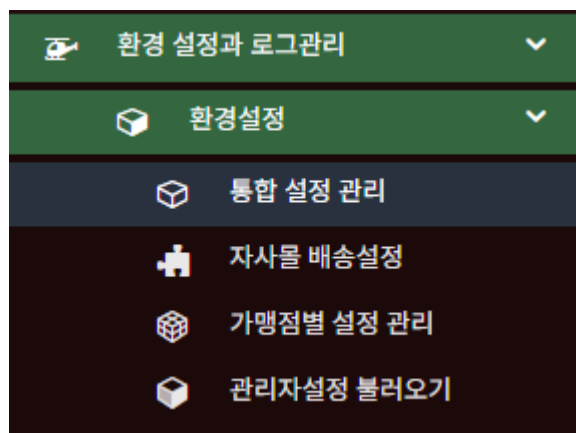 환경 설정과 로그관리
환경설정
통합 설정 관리
자사몰 배송설정
가맹점별 설정 관리
관리자설정 불러오기